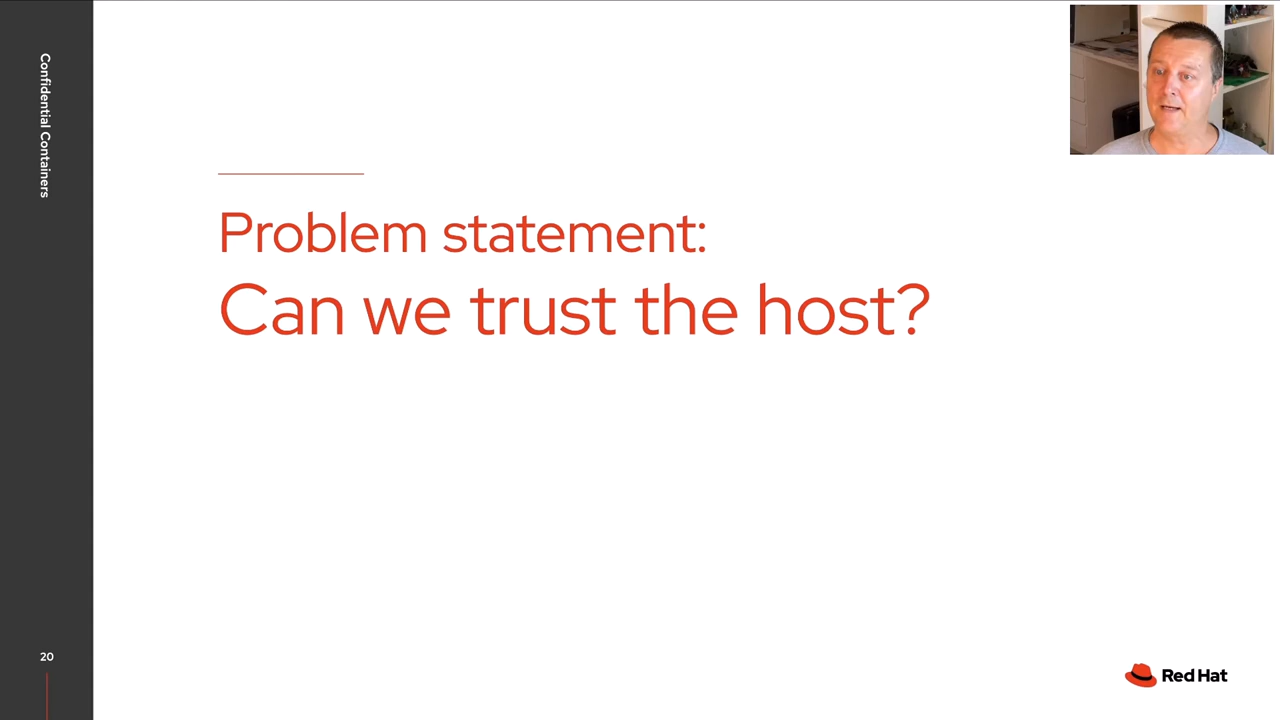 Confidential Containers
Problem statement:
Can we trust the host?
20
Red Hat